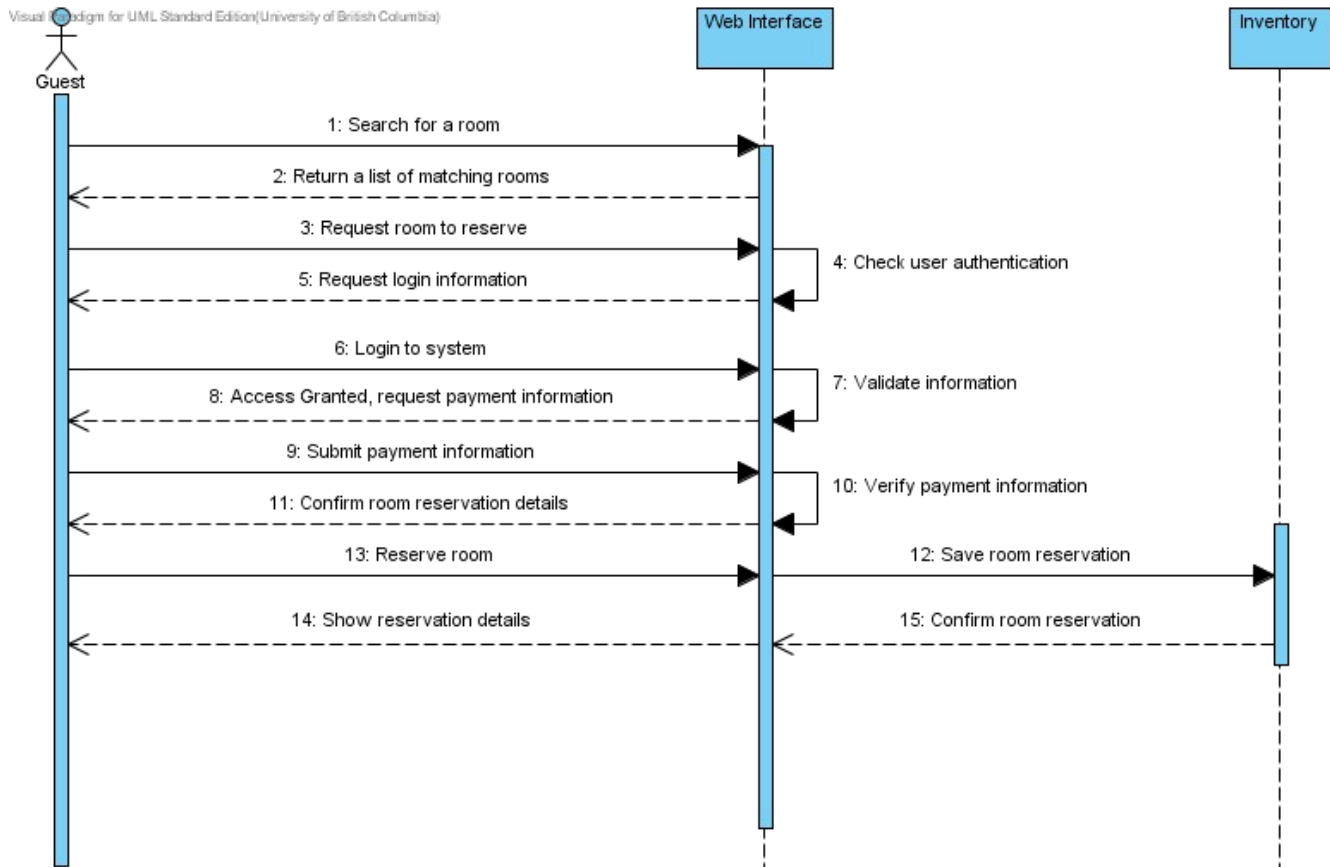 Visual Paradigm for UML Standard Edition(University of British Columbia)
Web Interface
Inventory
Guest
1: Search for a room
2: Return a list of matching rooms
3: Request room to reserve
4: Check user authentication
5: Request login information
6: Login to system
7: Validate information
8: Access Granted, request payment information
9: Submit payment information
10: Verify payment information
11: Confirm room reservation details
13: Reserve room
12: Save room reservation
14: Show reservation details
15: Confirm room reservation